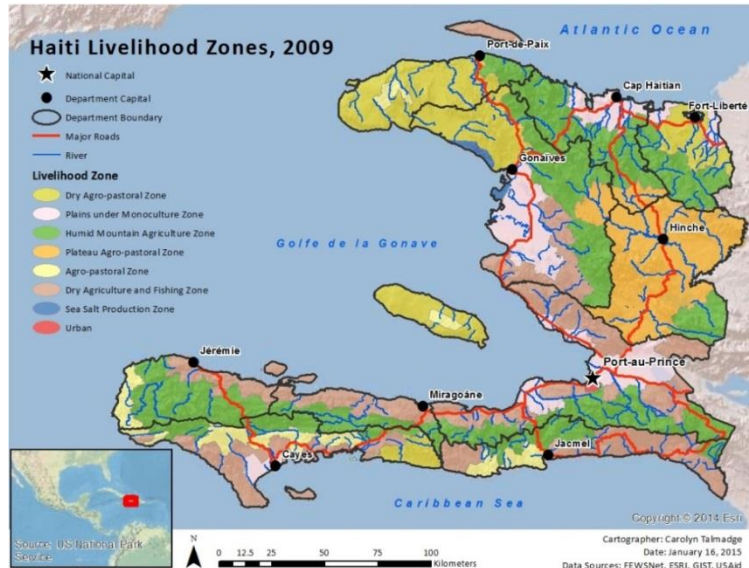 Haiti Livelihood Zones, 2009
National Capital
Department Capital
Department Boundary
Major Roads
River
Livelihood Zone
Dry Agro-pastoral Zone
Plains under Monoculture Zone
Humid Mountain Agriculture Zone
Plateau Agro-pastoral Zone
Agro-pastoral Zone
Dry Agriculture and Fishing Zone
Sea Salt Production Zone
Urban
Atlantic Ocean
Port-de-Paix
Cap Haitian
Fort-Liberté
Gonaïves
Hinche
Golfe de la Gonave
Port-au-Prince
Jérémie
Miragoâne
Cayes
Jacmel
Caribbean Sea
Copyright © 2014 Esri
Source: US National Park
Service
N
0 12.5 25 50 75 100
Kilometers
Cartographer: Carolyn Talmadge
Date: January 16, 2015
Data Sources: FEWSNet, ESRI, GIST, USAid